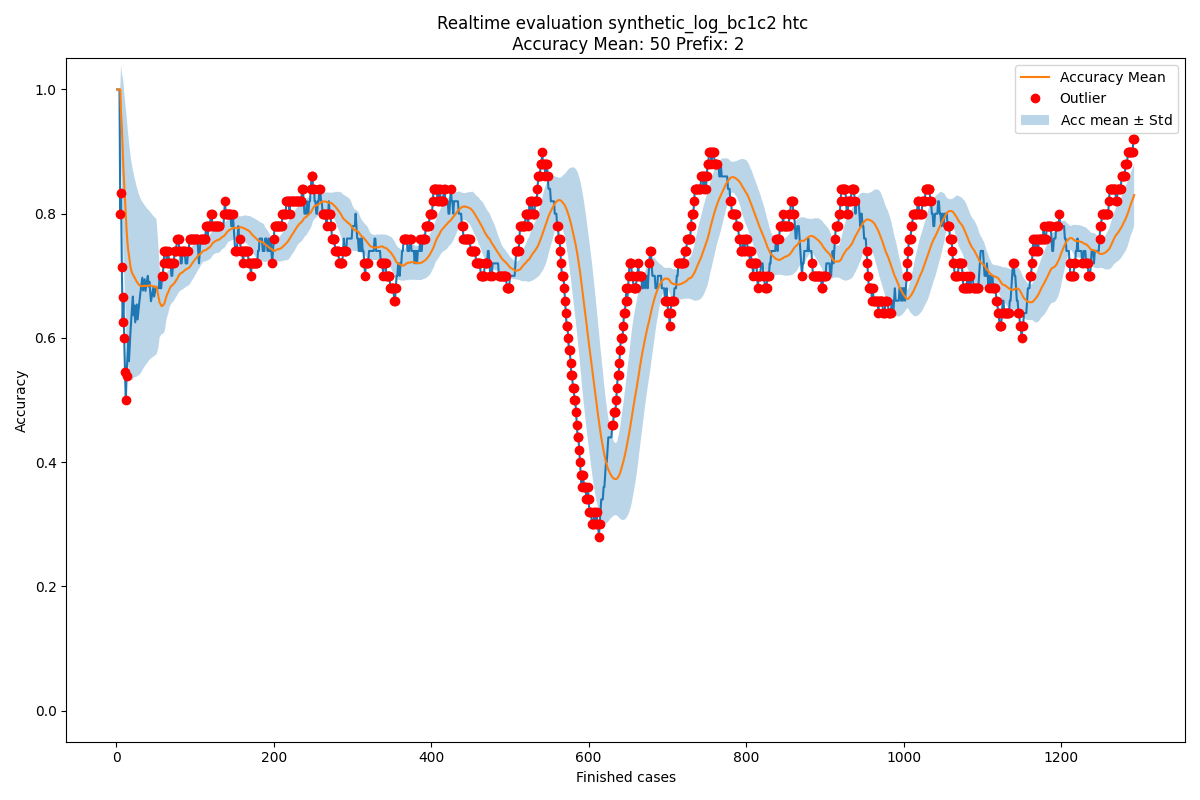 Realtime evaluation synthetic_log_bc1c2 htc
Accuracy Mean: 50 Prefix: 2
Accuracy Mean
Outlier
Acc mean ± Std
1.0
0.8
0.6
0.4
0.2
0.0
Accuracy
0
200
400
600
800
1000
1200
Finished cases